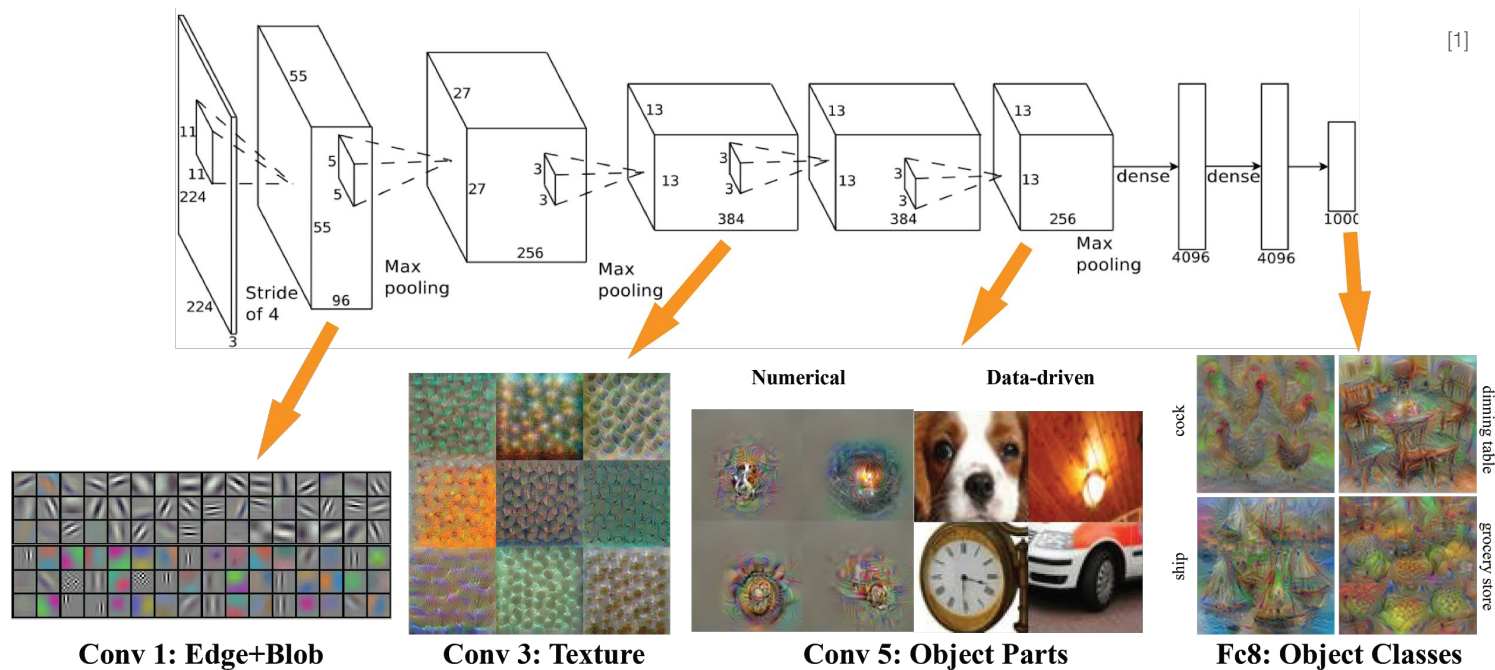 [1]
55
27
13
13
13
11
11
224
5
5
55
27
3
3
13
3
3
13
3
3
13
dense
dense
1000
224
3
Stride
of 4
96
Max
pooling
256
Max
pooling
384
384
256
Max
pooling
4096
4096
Numerical
Data-driven
cock
dinning table
ship
grocery store
Conv 1: Edge+Blob
Conv 3: Texture
Conv 5: Object Parts
Fc8: Object Classes